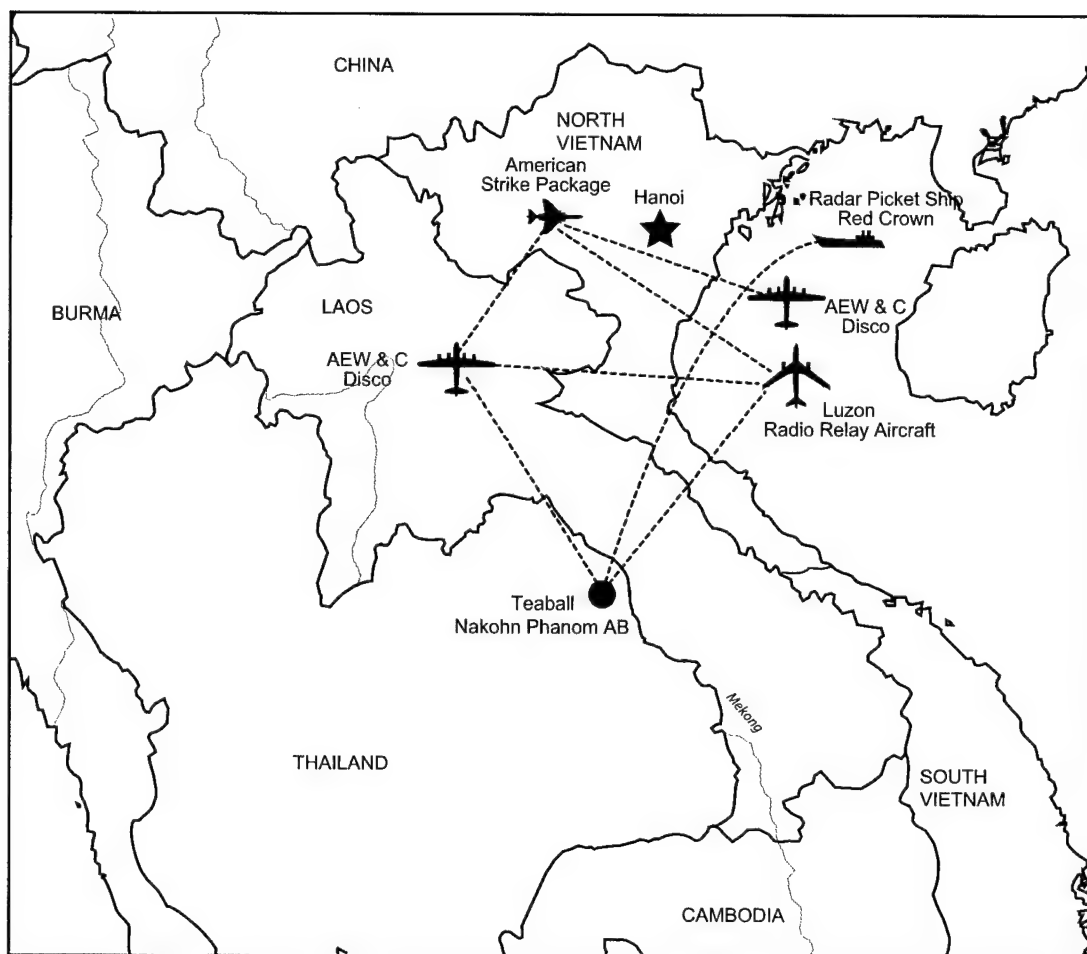 CHINA
NORTH
VIETNAM
American
Strike Package
Hanoi
Radar Picket Ship
Red Crown
BURMA
LAOS
AEW & C
Disco
AEW & C
Disco
Luzon
Radio Relay Aircraft
Teaball
Nakohn Phanom AB
Mekong
THAILAND
SOUTH
VIETNAM
CAMBODIA